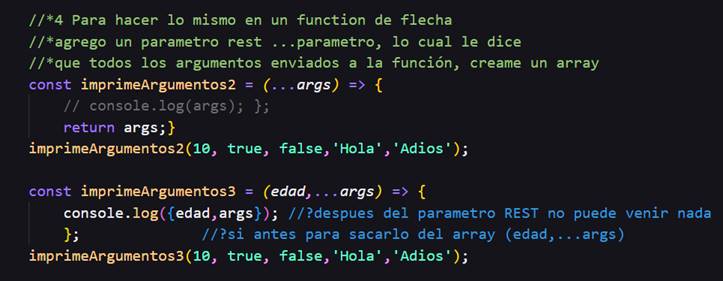 //*4 Para hacer lo mismo en un function de flecha
//*agrego un parametro rest ...parametro, lo cual le dice
//*que todos los argumentos enviados a la función, creame un array
const imprimeArgumentos2 = (...args) => {
// console.log(args); };
return args;}
imprimeArgumentos2(10, true, false,'Hola','Adios');
const imprimeArgumentos3 = (edad,...args) => {
console.log({edad,args}); //?despues del parametro REST no puede venir nada
}; //?si antes para sacarlo del array (edad,...args)
imprimeArgumentos3(10, true, false,'Hola','Adios');